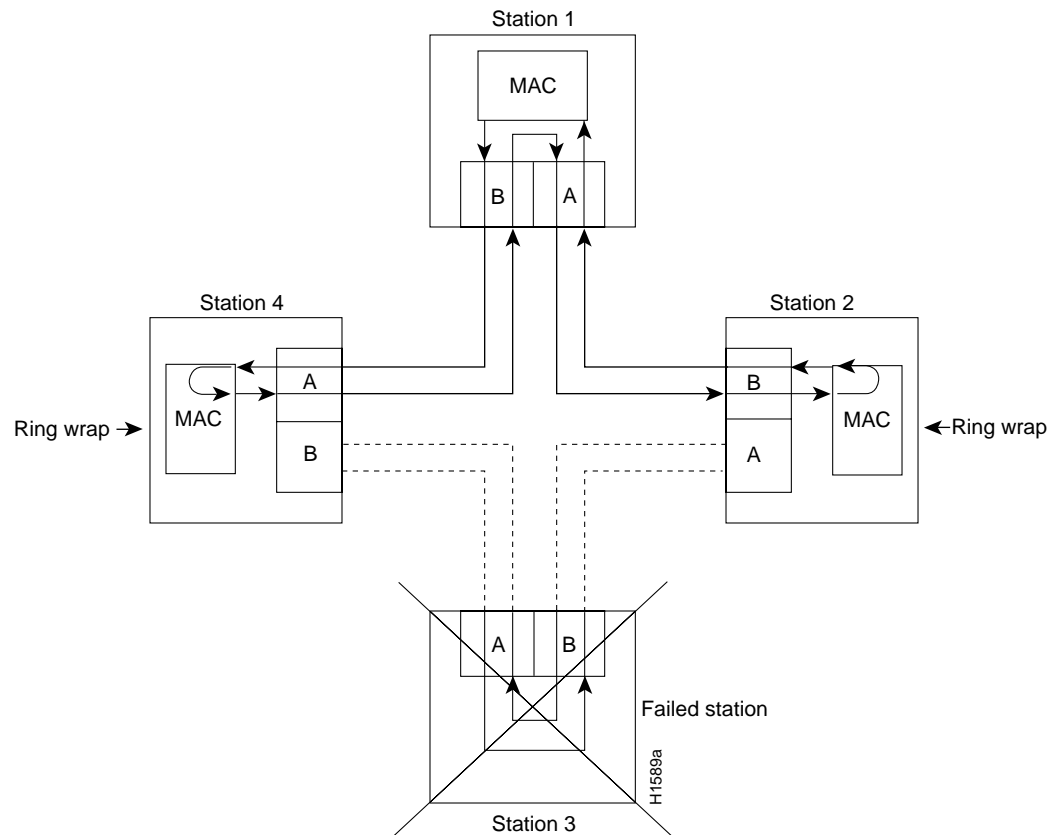 Station 1
MAC
B
A
Station 4
Station 2
A
B
MAC
MAC
Ring wrap
Ring wrap
B
A
A
B
Failed station
H1589a
Station 3